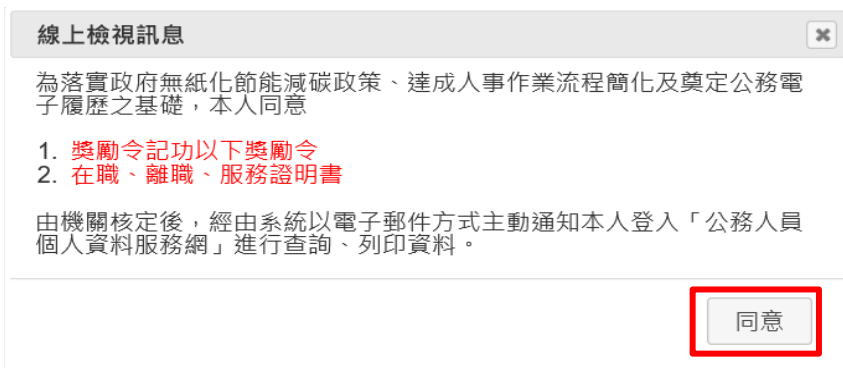 線上檢視訊息
為落實政府無紙化節能減碳政策、達成人事作業流程簡化及奠定公務電
子履歷之基礎，本人同意
1. 獎勵令記功以下獎勵令
2. 在職、離職、服務證明書
由機關核定後，經由系統以電子郵件方式主動通知本人登入「公務人員
個人資料服務網」進行查詢、列印資料。
同意